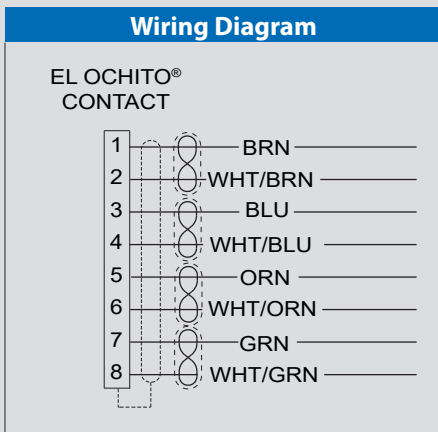 Wiring Diagram
EL OCHITO®
CONTACT
1 BRN
2 WHT/BRN
3 BLU
4 WHT/BLU
5 ORN
6 WHT/ORN
7 GRN
8 WHT/GRN